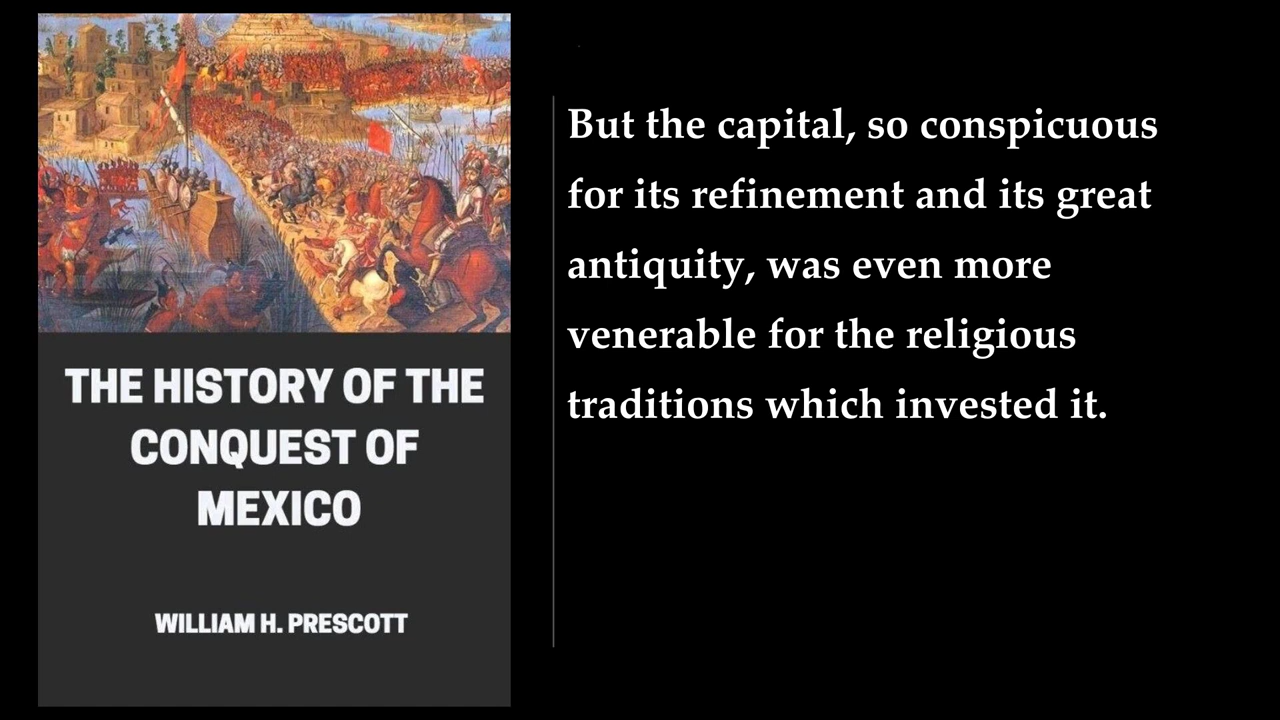 THE HISTORY OF THE
CONQUEST OF
MEXICO
WILLIAM H. PRESCOTT
But the capital, so conspicuous
for its refinement and its great
antiquity, was even more
venerable for the religious
traditions which invested it.